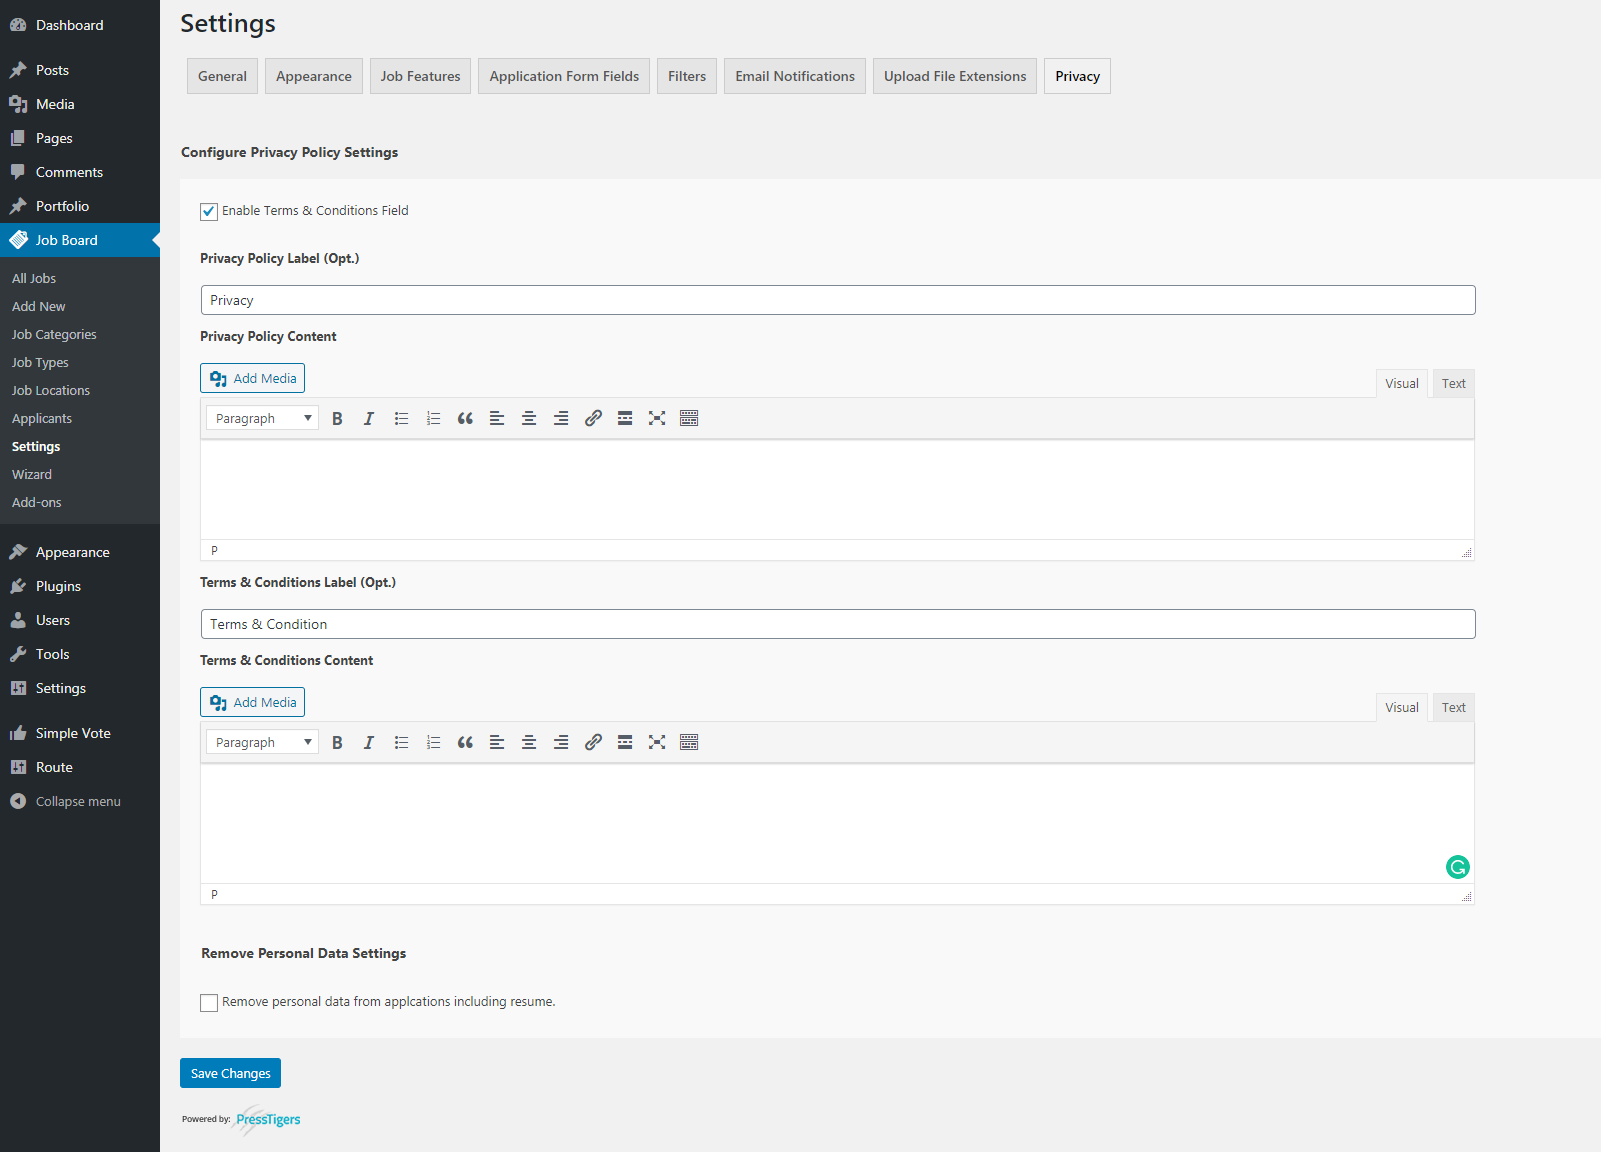 Dashboard
Posts
Media
Pages
Comments
Portfolio
Job Board
All Jobs
Add New
Job Categories
Job Types
Job Locations
Applicants
Settings
Wizard
Add-ons
Appearance
Plugins
Users
Tools
Settings
Simple Vote
Route
Collapse menu
Settings
General Appearance Job Features Application Form Fields Filters Email Notifications Upload File Extensions Privacy
Configure Privacy Policy Settings
Enable Terms & Conditions Field
Privacy Policy Label (Opt.)
Privacy
Privacy Policy Content
Add Media
Visual Text
Paragraph
P
Terms & Conditions Label (Opt.)
Terms & Condition
Terms & Conditions Content
Add Media
Visual Text
Paragraph
P
Remove Personal Data Settings
Remove personal data from applcations including resume.
Save Changes
Powered by: PressTigers